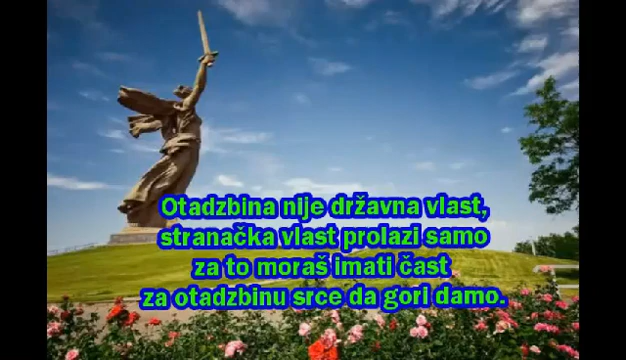 Otadzbina nije državna vlast,
stranačka vlast prolazi samo
za to moraš imati čast
za otadzbinu srce da gori damo.